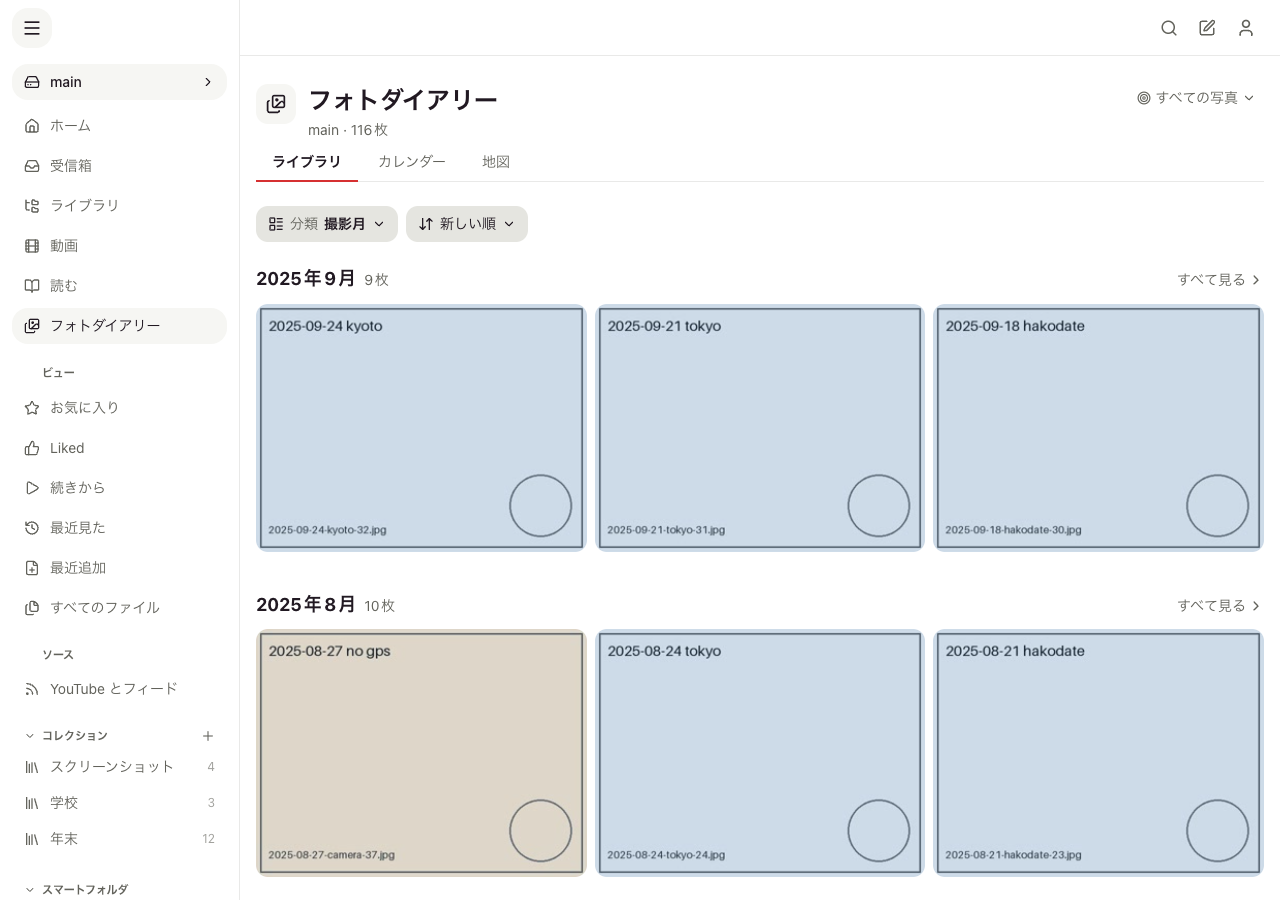 main
ホーム
受信箱
ライブラリ
動画
読む
フォトダイアリー
ビュー
お気に入り
Liked
続きから
最近見た
最近追加
すべてのファイル
ソース
YouTube とフィード
コレクション
スクリーンショット 4
学校 3
年末 12
スマートフォルダ
フォトダイアリー
main · 116枚
すべての写真
ライブラリ カレンダー 地図
分類 撮影月 新しい順
2025年9月 9枚 すべて見る
2025-09-24 kyoto
2025-09-24-kyoto-32.jpg
2025-09-21 tokyo
2025-09-21-tokyo-31.jpg
2025-09-18 hakodate
2025-09-18-hakodate-30.jpg
2025年8月 10枚 すべて見る
2025-08-27 no gps
2025-08-27-camera-37.jpg
2025-08-24 tokyo
2025-08-24-tokyo-24.jpg
2025-08-21 hakodate
2025-08-21-hakodate-23.jpg